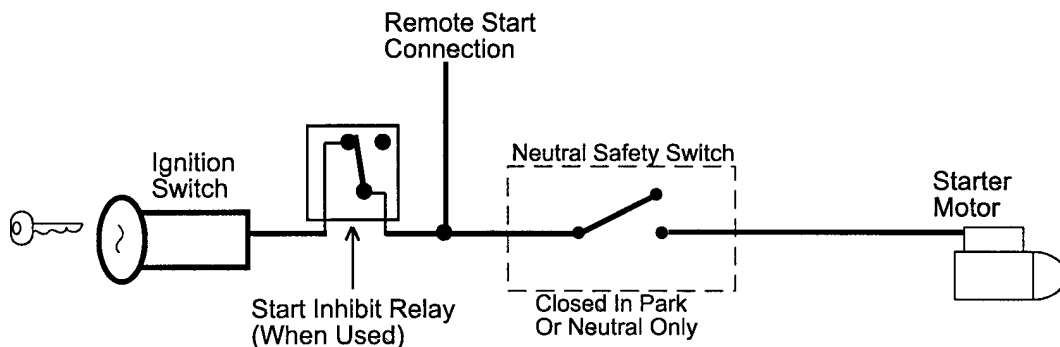 Remote Start
Connection
Ignition
Switch
Neutral Safety Switch
Starter
Motor
Start Inhibit Relay
(When Used)
Closed In Park
Or Neutral Only